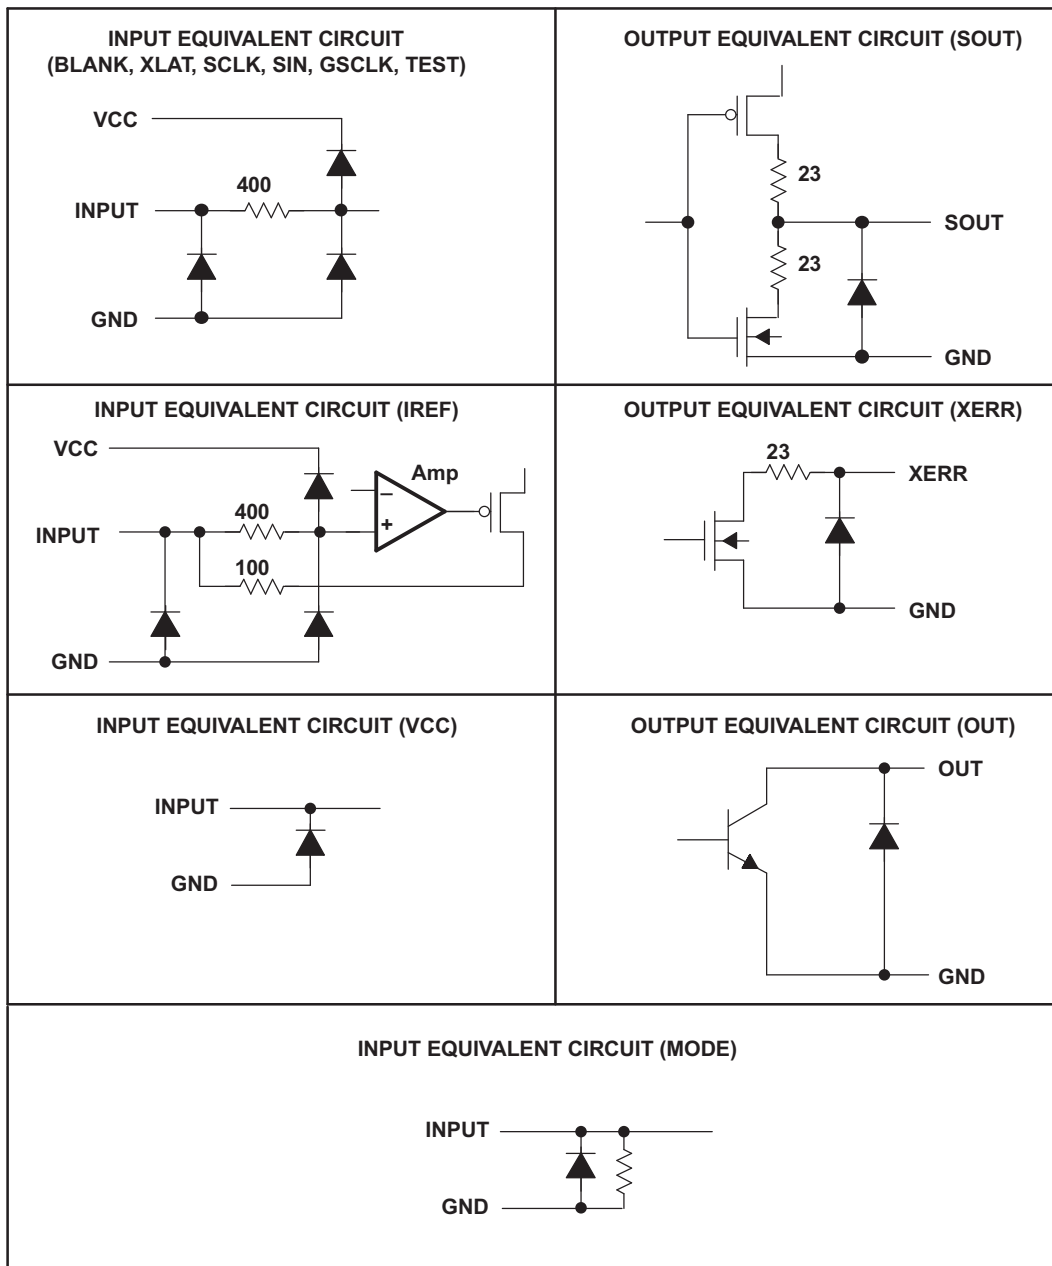 INPUT EQUIVALENT CIRCUIT
(BLANK, XLAT, SCLK, SIN, GSCLK, TEST)
VCC
400
INPUT
GND
OUTPUT EQUIVALENT CIRCUIT (SOUT)
23
SOUT
23
GND
INPUT EQUIVALENT CIRCUIT (IREF)
VCC
Amp
400
INPUT
100
GND
OUTPUT EQUIVALENT CIRCUIT (XERR)
23
XERR
GND
INPUT EQUIVALENT CIRCUIT (VCC)
INPUT
GND
OUTPUT EQUIVALENT CIRCUIT (OUT)
OUT
GND
INPUT EQUIVALENT CIRCUIT (MODE)
INPUT
GND